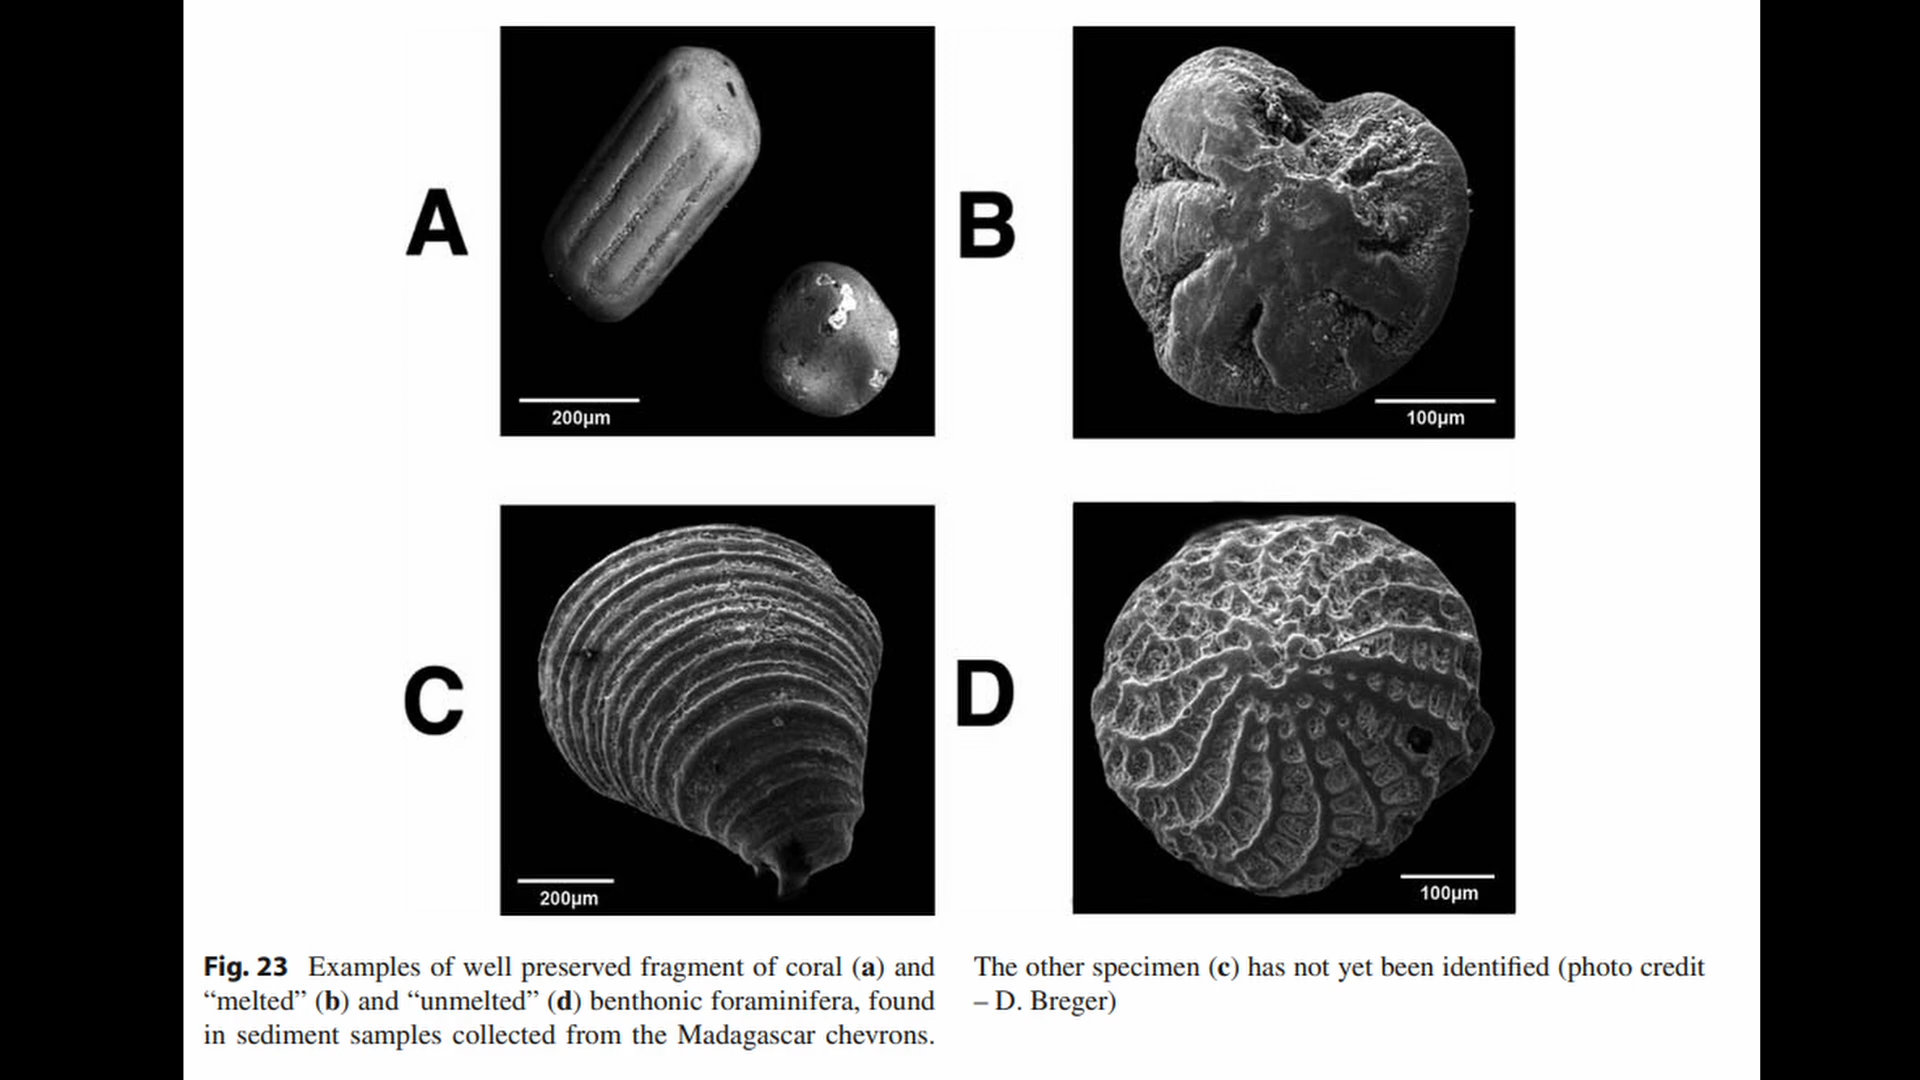 A
200µm
B
100µm
C
200µm
D
100µm
Fig. 23 Examples of well preserved fragment of coral (a) and
“melted” (b) and “unmelted” (d) benthonic foraminifera, found
in sediment samples collected from the Madagascar chevrons.
The other specimen (c) has not yet been identified (photo credit
– D. Breger)